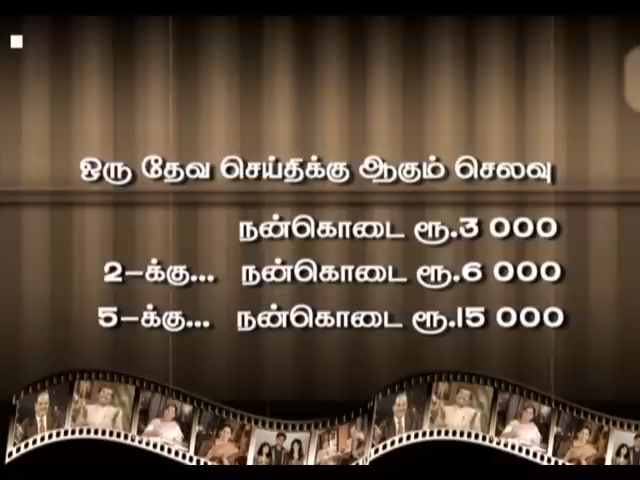 ஒரு தேவ செய்திக்கு ஆகும் செலவு
நன்கொடை ரூ.3 000
2-க்கு... நன்கொடை ரூ.6 000
5-க்கு... நன்கொடை ரூ.15 000